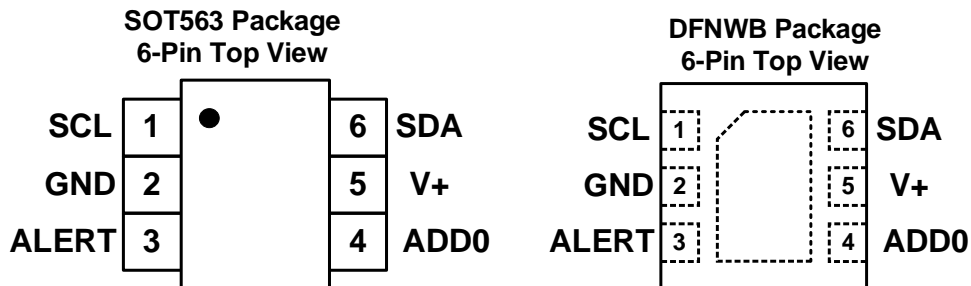 SOT563 Package
6-Pin Top View
SCL 1 6 SDA
GND 2 5 V+
ALERT 3 4 ADD0
DFNWB Package
6-Pin Top View
SCL 1 6 SDA
GND 2 5 V+
ALERT 3 4 ADD0